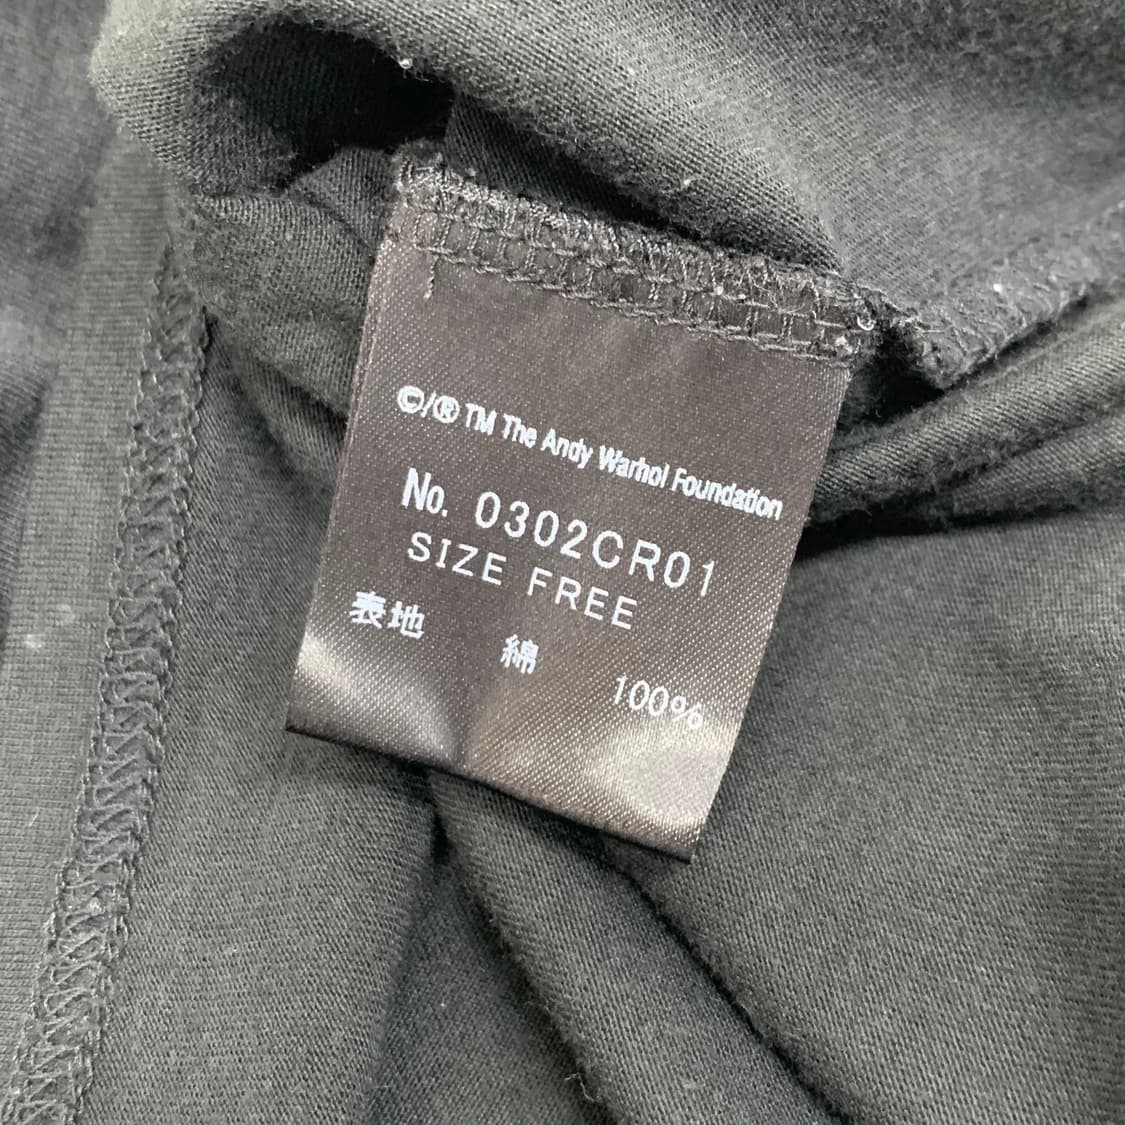 ©/® TM The Andy Warhol Foundation
No. 0302CR01
SIZE FREE
表地 綿 100%